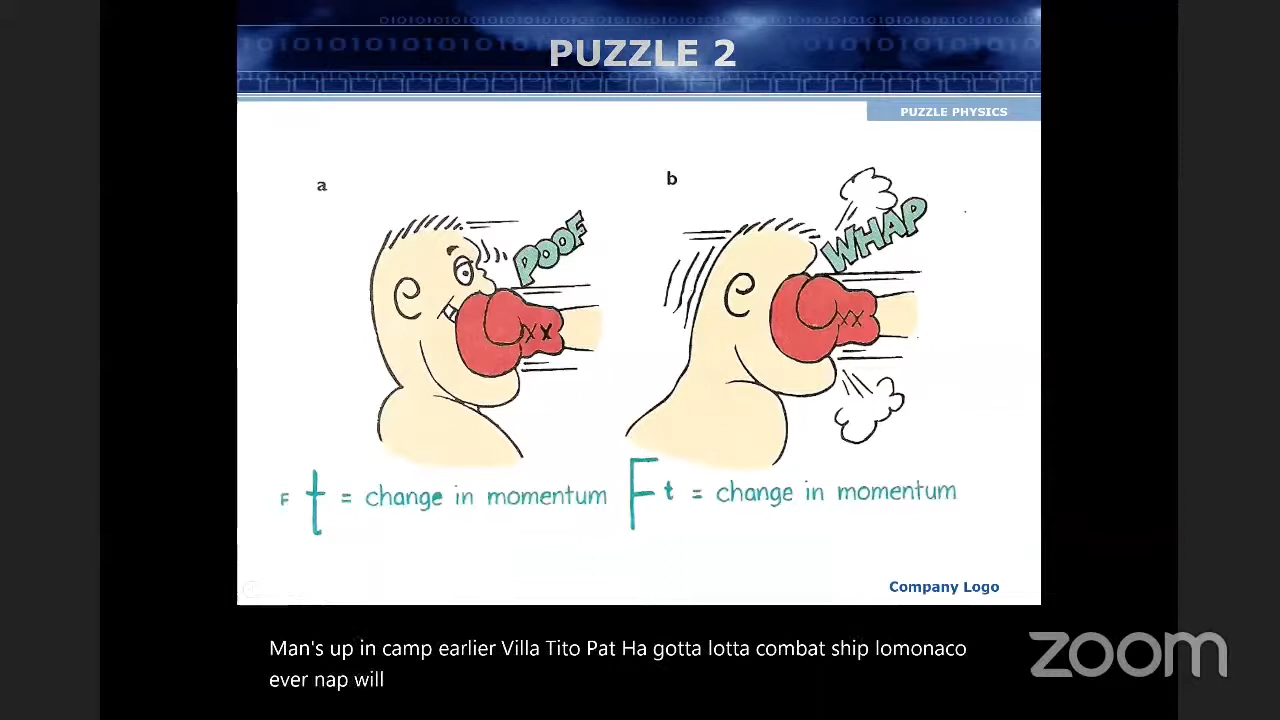 PUZZLE 2
PUZZLE PHYSICS
a
b
POOF
WHAP
XX
XX
F t = change in momentum
F t = change in momentum
Company Logo
Man's up in camp earlier Villa Tito Pat Ha gotta lotta combat ship lomonaco
ever nap will
zoom